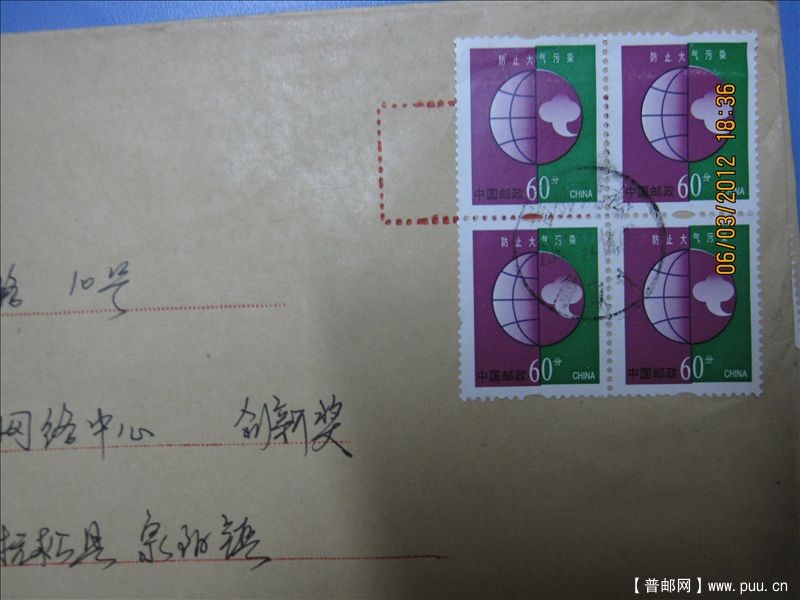 防止大气污染 防止大气污染
中国邮政 60分 CHINA 中国邮政 60分
防止大气污染 防止大气污染
中国邮政 60分 CHINA 中国邮政 60分 CHINA
06/03/2012 18:36
路 10号
网络中心 创新奖
抚松县 泉阳镇
【普邮网】www.puu.cn